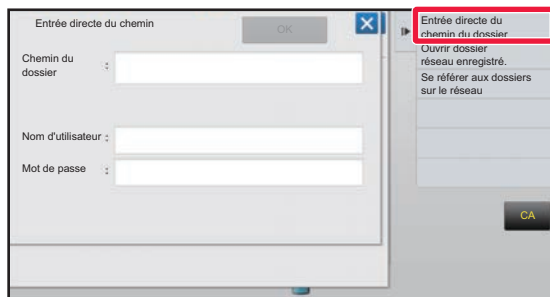 Entrée directe du chemin
OK
Chemin du
dossier :
Nom d'utilisateur :
Mot de passe :
Entrée directe du
chemin du dossier
Ouvrir dossier
réseau enregistré.
Se référer aux dossiers
sur le réseau
CA